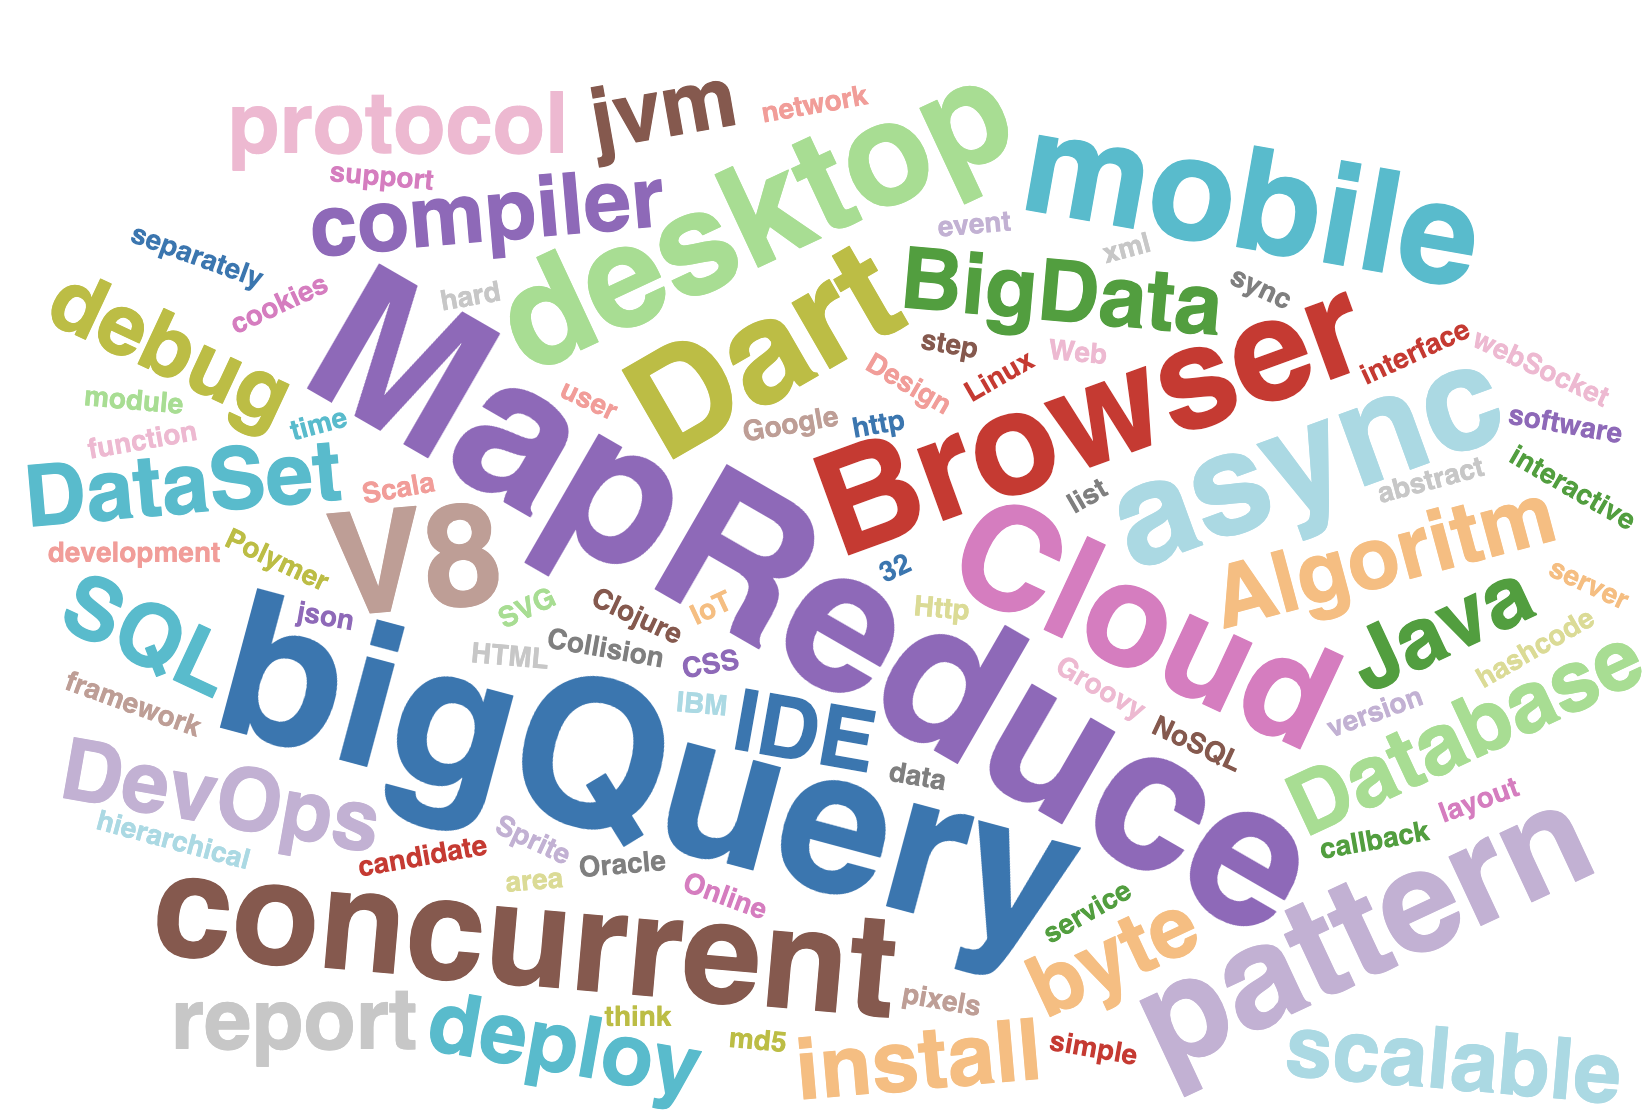 protocol
jvm
network
desktop
mobile
support
compiler
event
xml
separately
cookies
hard
BigData
sync
debug
MapReduce
Dart
step
Web
Browser
interface
webSocket
module
user
Design
Linux
async
software
function
time
Google
http
DataSet
Scala
list
abstract
interactive
V8
Cloud
Algoritm
development
Polymer
32
server
SQL
json
SVG
Clojure
IoT
Http
Java
hashcode
HTML
Collision
CSS
Groovy
Database
framework
bigQuery
IBM
IDE
NoSQL
version
data
DevOps
layout
hierarchical
candidate
Sprite
Oracle
callback
pattern
area
Online
service
concurrent
byte
report
deploy
think
pixels
md5
install
simple
scalable